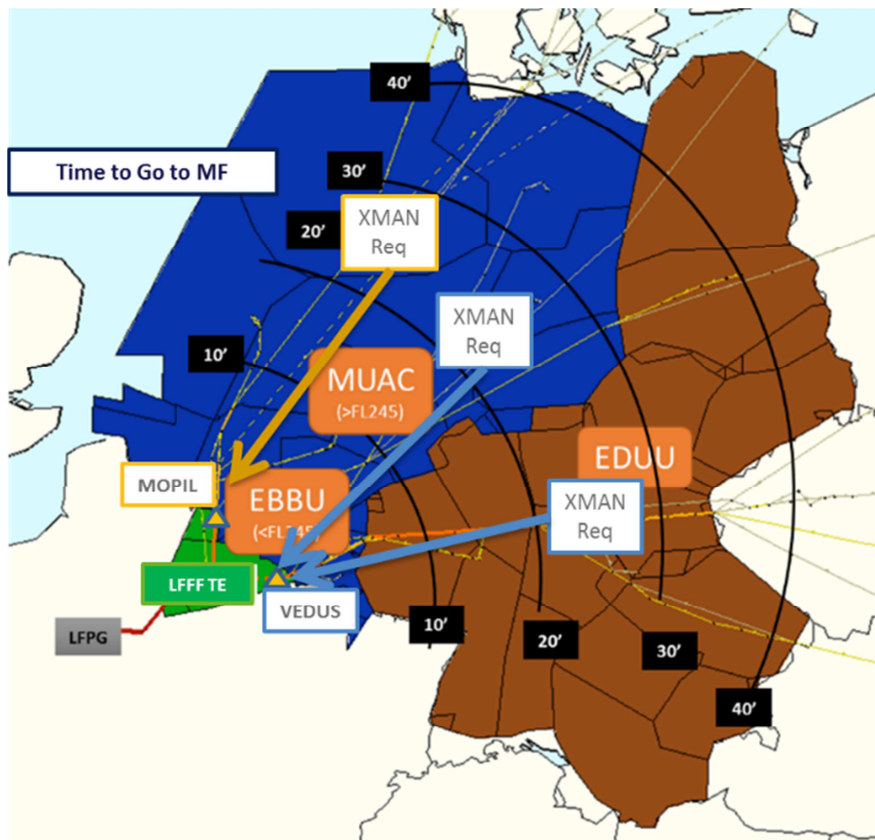 40'
Time to Go to MF
30'
20'
XMAN
Req
XMAN
Req
10'
MUAC
(>FL245)
EDUU
MOPIL
EBBU
(<FL245)
XMAN
Req
LFFF TE
VEDUS
LFPG
10'
20'
30'
40'